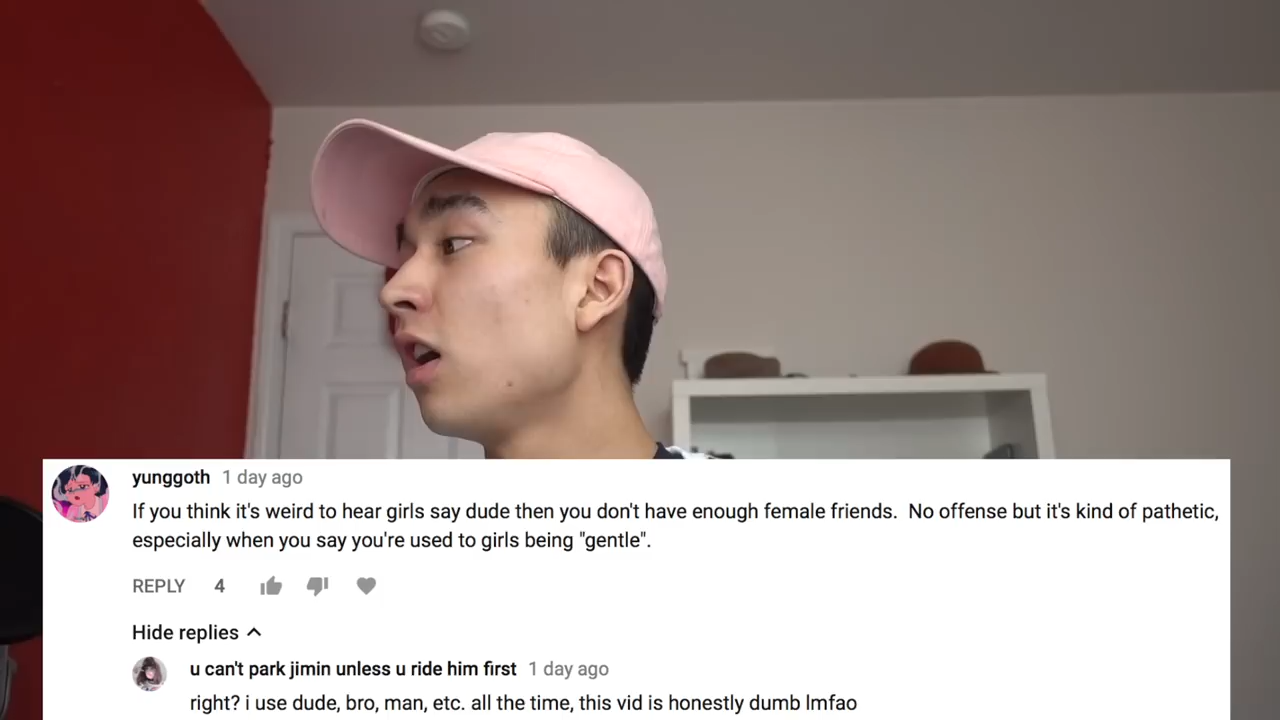 yunggoth 1 day ago
If you think it's weird to hear girls say dude then you don't have enough female friends.  No offense but it's kind of pathetic,
especially when you say you're used to girls being "gentle".
REPLY 4
Hide replies
u can't park jimin unless u ride him first 1 day ago
right? i use dude, bro, man, etc. all the time, this vid is honestly dumb lmfao